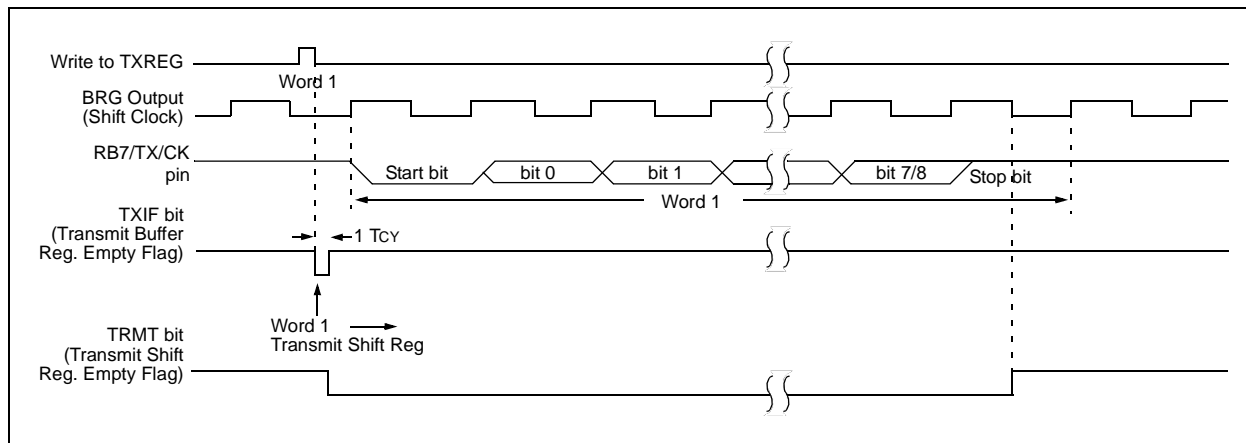 Write to TXREG
Word 1
BRG Output
(Shift Clock)
RB7/TX/CK
pin
Start bit
bit 0
bit 1
bit 7/8
Stop bit
Word 1
TXIF bit
(Transmit Buffer
Reg. Empty Flag)
1 TCY
Word 1
Transmit Shift Reg
TRMT bit
(Transmit Shift
Reg. Empty Flag)